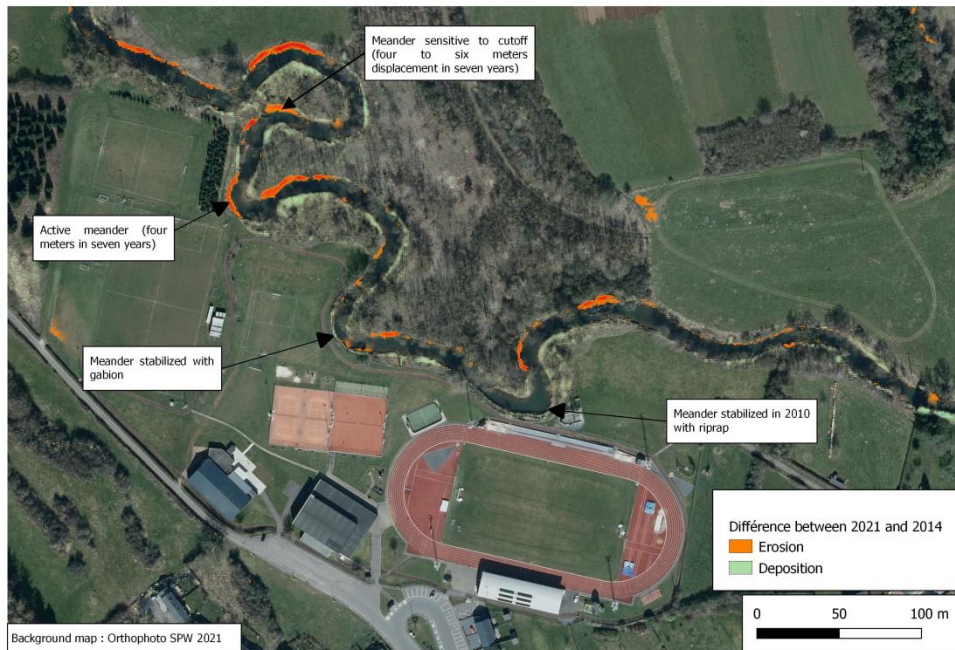 Meander sensitive to cutoff
(four to six meters
displacement in seven years)
Active meander (four
meters in seven years)
Meander stabilized with
gabion
Meander stabilized in 2010
with riprap
Différence between 2021 and 2014
Erosion
Deposition
0 50 100 m
Background map : Orthophoto SPW 2021